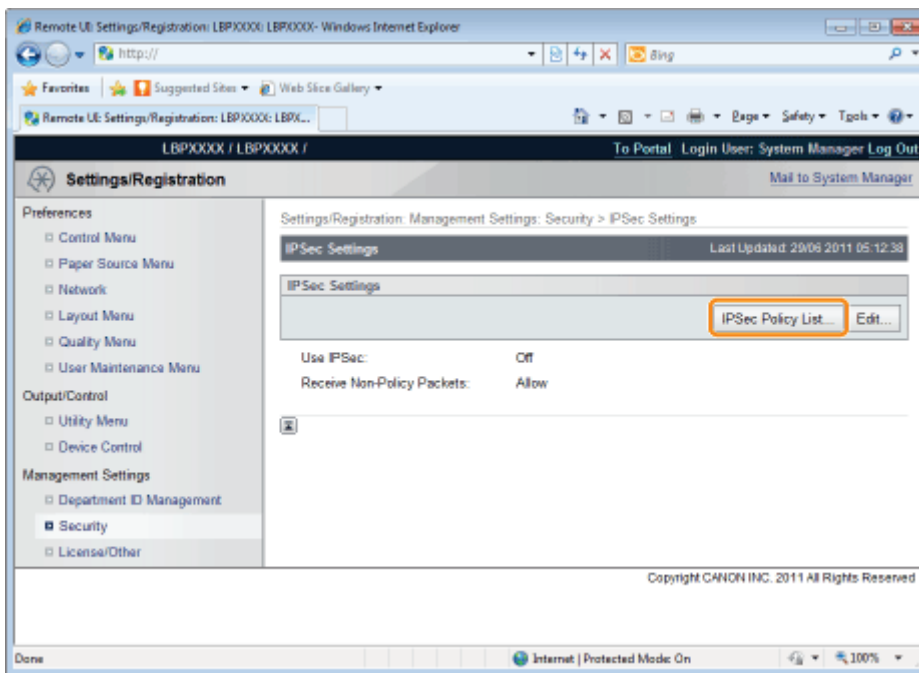 Remote UI: Settings/Registration: LBPXXXX: LBPXXXX- Windows Internet Explorer
http://
Bing
Favorites Suggested Sites Web Slice Gallery
Remote UI: Settings/Registration: LBPXXXX: LBPX... Page Safety Tools
LBPXXXX / LBPXXXX / To Portal Login User: System Manager Log Out
Settings/Registration Mail to System Manager
Preferences
Control Menu
Paper Source Menu
Network
Layout Menu
Quality Menu
User Maintenance Menu
Output/Control
Utility Menu
Device Control
Management Settings
Department ID Management
Security
License/Other
Settings/Registration: Management Settings: Security > IPSec Settings
IPSec Settings Last Updated: 29/06 2011 05:12:38
IPSec Settings
IPSec Policy List... Edit...
Use IPSec: Off
Receive Non-Policy Packets: Allow
Copyright CANON INC. 2011 All Rights Reserved
Done Internet | Protected Mode: On 100%